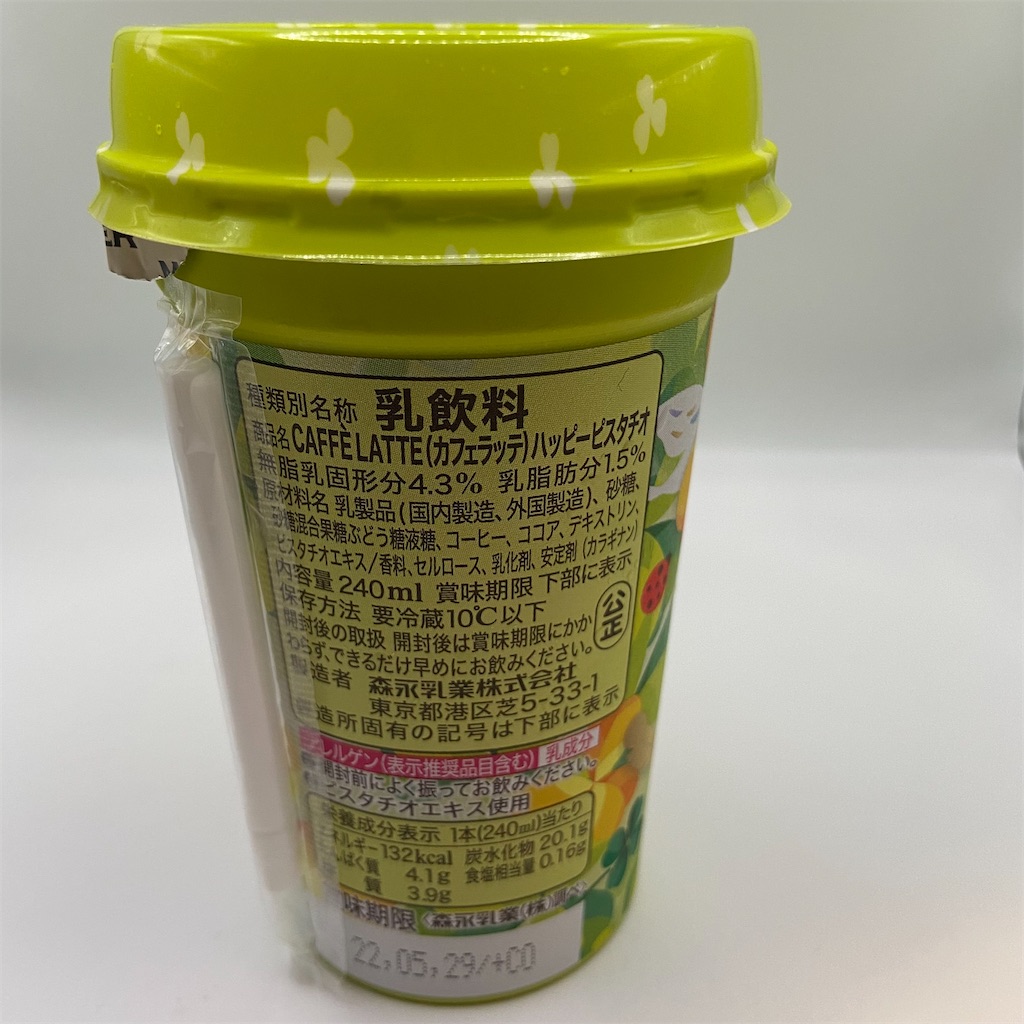 種類別名称 乳飲料
商品名 CAFFÈ LATTE(カフェラッテ)ハッピーピスタチオ
無脂乳固形分4.3% 乳脂肪分1.5%
原材料名 乳製品(国内製造、外国製造)、砂糖、
砂糖混合果糖ぶどう糖液糖、コーヒー、ココア、デキストリン、
ピスタチオエキス/香料、セルロース、乳化剤、安定剤(カラギナン)
内容量 240ml 賞味期限 下部に表示
保存方法 要冷蔵10℃以下
開封後の取扱 開封後は賞味期限にかか
わらず、できるだけ早めにお飲みください。
公正
製造者 森永乳業株式会社
東京都港区芝5-33-1
製造所固有の記号は下部に表示
アレルゲン(表示推奨品目含む) 乳成分
開封前によく振ってお飲みください。
ピスタチオエキス使用
栄養成分表示 1本(240ml)当たり
エネルギー 132kcal 炭水化物 20.1g
たんぱく質 4.1g 食塩相当量 0.16g
脂質 3.9g
賞味期限 〈森永乳業(株)調べ〉
22,05,29/+CO